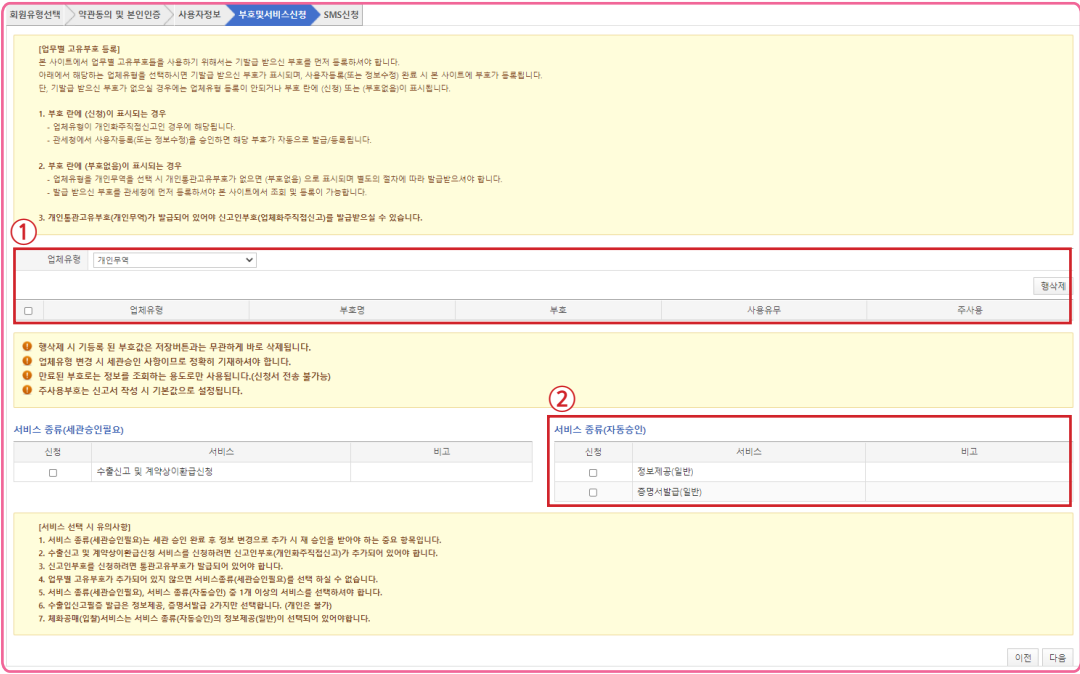 회원유형선택 약관동의 및 본인인증 사용자정보 부호및서비스신청 SMS신청
[업무별 고유부호 등록]
본 사이트에서 업무별 고유부호들을 사용하기 위해서는 기발급 받으신 부호를 먼저 등록하셔야 합니다.
아래에서 해당하는 업체유형을 선택하시면 기발급 받으신 부호가 표시되며, 사용자등록(또는 정보수정) 완료 시 본 사이트에 부호가 등록됩니다.
단, 기발급 받으신 부호가 없으실 경우에는 업체유형 등록이 안되거나 부호 란에 (신청) 또는 (부호없음)이 표시됩니다.
1. 부호 란에 (신청)이 표시되는 경우
- 업체유형이 개인화주직접신고인 경우에 해당됩니다.
- 관세청에서 사용자등록(또는 정보수정)을 승인하면 해당 부호가 자동으로 발급/등록됩니다.
2. 부호 란에 (부호없음)이 표시되는 경우
- 업체유형을 개인무역을 선택 시 개인통관고유부호가 없으면 (부호없음) 으로 표시되며 별도의 절차에 따라 발급받으셔야 합니다.
- 발급 받으신 부호를 관세청에 먼저 등록하셔야 본 사이트에서 조회 및 등록이 가능합니다.
3. 개인통관고유부호(개인무역)가 발급되어 있어야 신고인부호(업체화주직접신고)를 발급받으실 수 있습니다.
①
업체유형 개인무역
행삭제
업체유형 부호명 부호 사용유무 주사용
행삭제 시 기등록 된 부호값은 저장버튼과는 무관하게 바로 삭제됩니다.
업체유형 변경 시 세관승인 사항이므로 정확히 기재하셔야 합니다.
만료된 부호로는 정보를 조회하는 용도로만 사용됩니다.(신청서 전송 불가능)
주사용부호는 신고서 작성 시 기본값으로 설정됩니다.
②
서비스 종류(세관승인필요)
신청 서비스 비고
수출신고 및 계약상이환급신청
서비스 종류(자동승인)
신청 서비스 비고
정보제공(일반)
증명서발급(일반)
[서비스 선택 시 유의사항]
1. 서비스 종류(세관승인필요)는 세관 승인 완료 후 정보 변경으로 추가 시 재 승인을 받아야 하는 중요 항목입니다.
2. 수출신고 및 계약상이환급신청 서비스를 신청하려면 신고인부호(개인화주직접신고)가 추가되어 있어야 합니다.
3. 신고인부호를 신청하려면 통관고유부호가 발급되어 있어야 합니다.
4. 업무별 고유부호가 추가되어 있지 않으면 서비스종류(세관승인필요)를 선택 하실 수 없습니다.
5. 서비스 종류(세관승인필요), 서비스 종류(자동승인) 중 1개 이상의 서비스를 선택하셔야 합니다.
6. 수출입신고필증 발급은 정보제공, 증명서발급 2가지만 선택합니다. (개인은 불가)
7. 체화공매(입찰)서비스는 서비스 종류(자동승인)의 정보제공(일반)이 선택되어 있어야합니다.
이전 다음